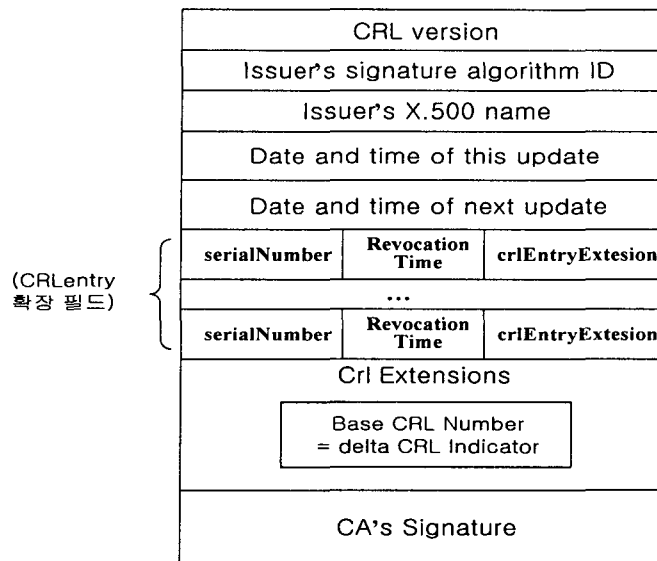 CRL version
Issuer's signature algorithm ID
Issuer's X.500 name
Date and time of this update
Date and time of next update
(CRLentry
확장 필드)
serialNumber
Revocation
Time
crlEntryExtesion
...
serialNumber
Revocation
Time
crlEntryExtesion
Crl Extensions
Base CRL Number
= delta CRL Indicator
CA's Signature